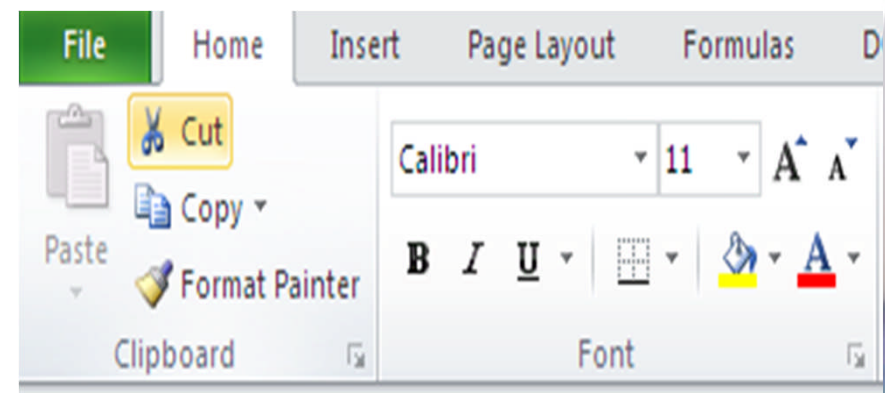 File Home Insert Page Layout Formulas
Cut
Calibri 11 A A
Copy
Paste
B I U A
Format Painter
Clipboard Font